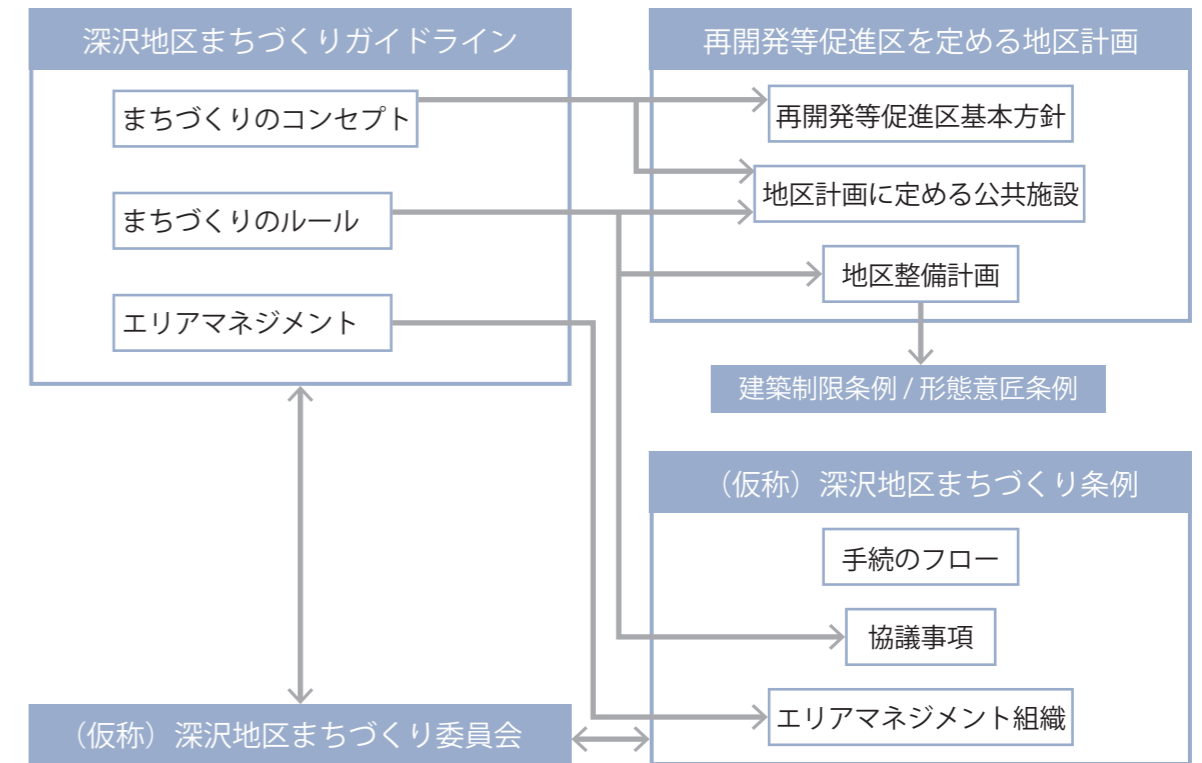 深沢地区まちづくりガイドライン
まちづくりのコンセプト
まちづくりのルール
エリアマネジメント
再開発等促進区を定める地区計画
再開発等促進区基本方針
地区計画に定める公共施設
地区整備計画
建築制限条例 / 形態意匠条例
（仮称）深沢地区まちづくり条例
手続のフロー
協議事項
エリアマネジメント組織
（仮称）深沢地区まちづくり委員会